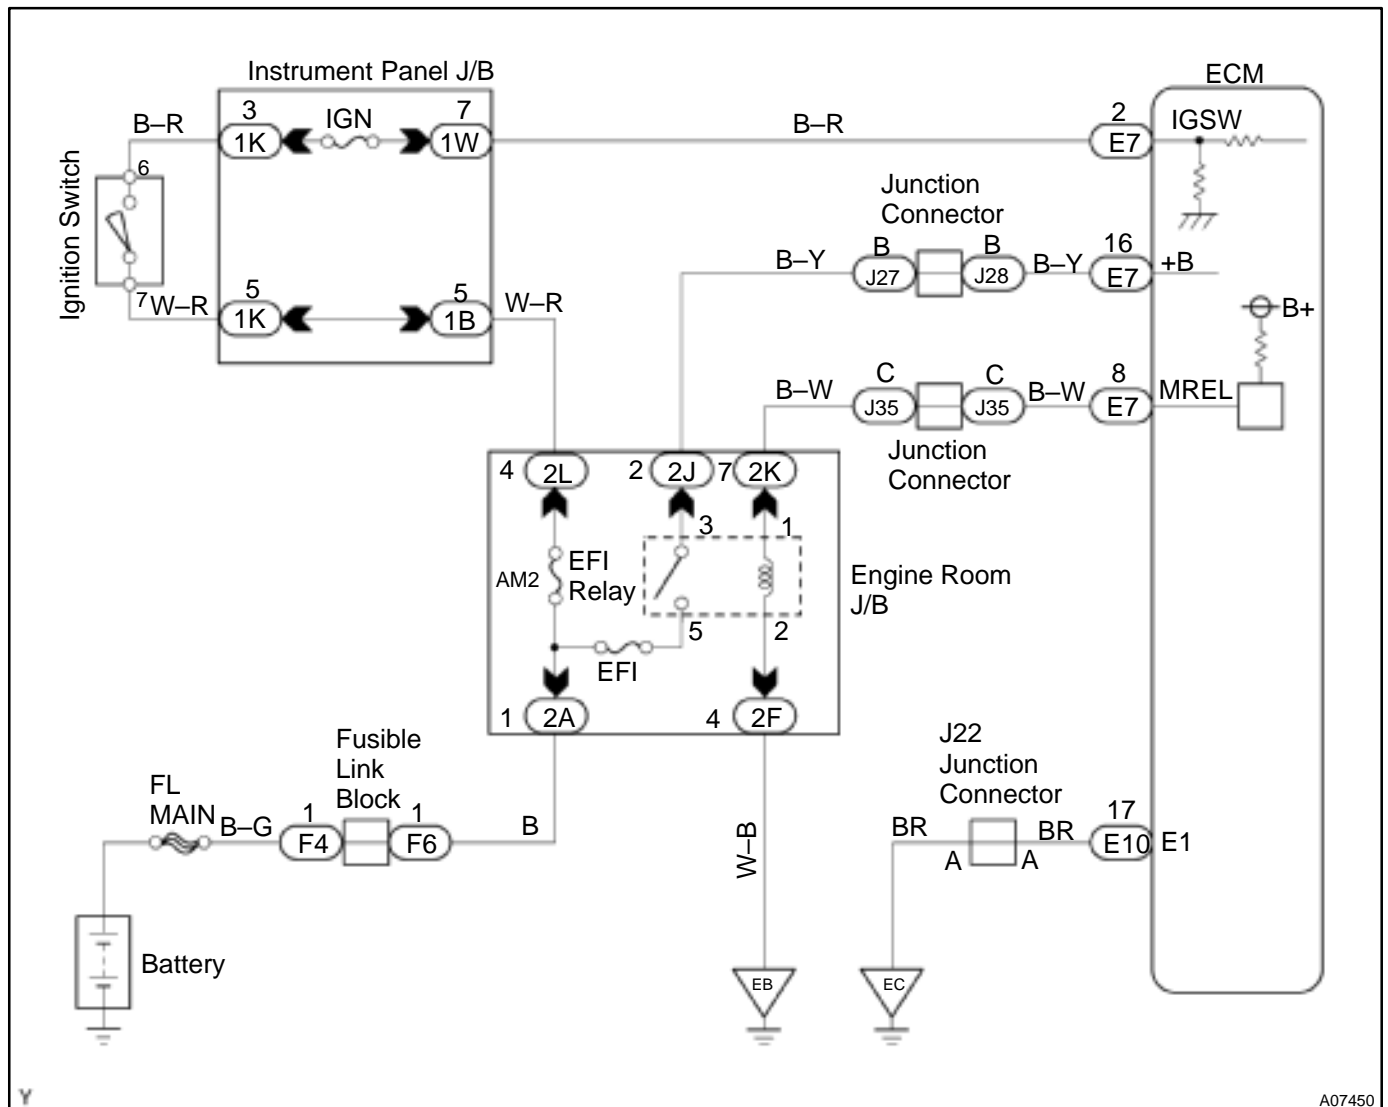 Instrument Panel J/B
ECM
B–R
3
1K
IGN
7
1W
B–R
2
E7
IGSW
Ignition Switch
6
7
W–R
5
1K
5
1B
W–R
Junction
Connector
B–Y
B
J27
B
J28
B–Y
16
E7
+B
B+
B–W
C
J35
C
J35
B–W
8
E7
MREL
Junction
Connector
4
2L
2
2J
7
2K
3
1
AM2
EFI
Relay
Engine Room
J/B
5
2
EFI
1
2A
4
2F
FL
MAIN
B–G
Fusible
Link
Block
1
F4
1
F6
B
W–B
J22
Junction
Connector
BR
A
A
BR
17
E10
E1
Battery
EB
EC
Y
A07450